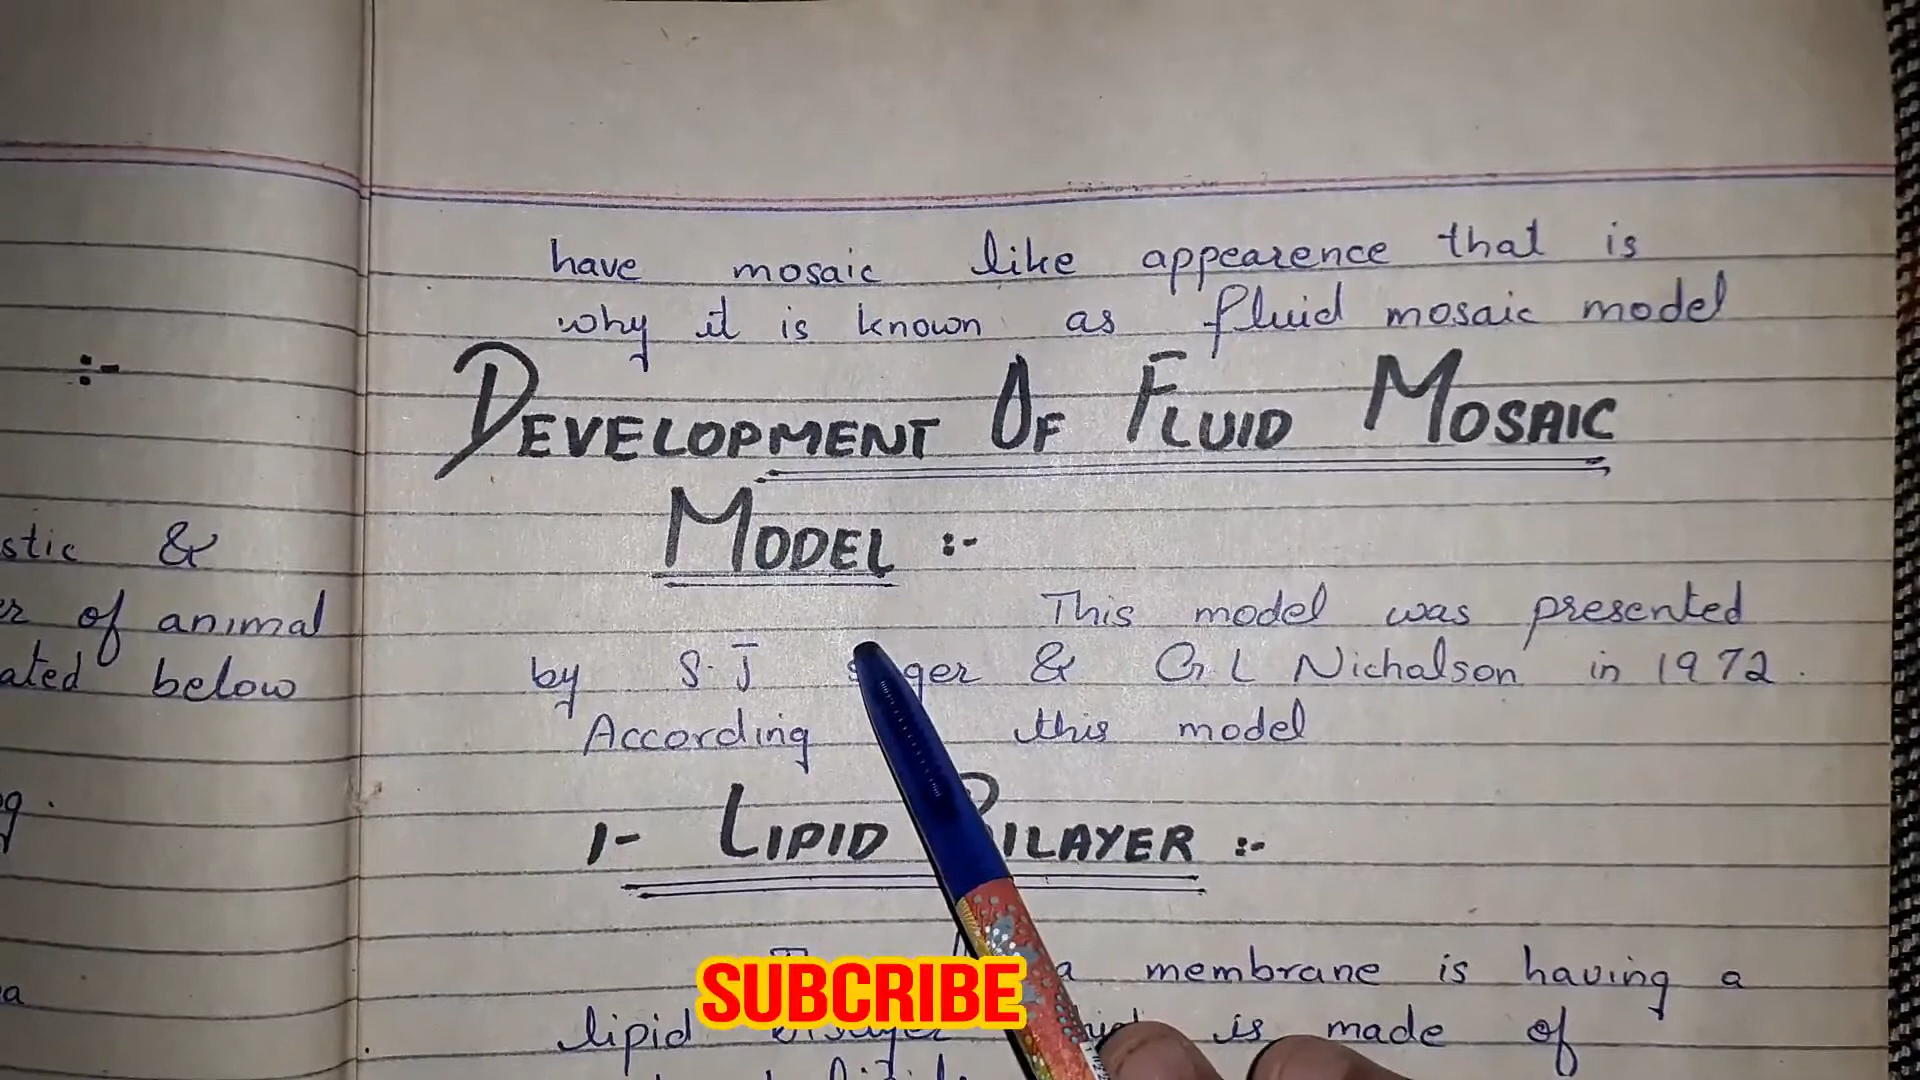 :-
stic &
er of animal
ated below
have mosaic like appearence that is
why it is known as fluid mosaic model
DEVELOPMENT OF FLUID MOSAIC
MODEL :-
This model was presented
by S.J & G.L Nichalson in 1972.
According this model
1- LIPID BILAYER :-
a membrane is having a
lipid is made of
SUBCRIBE